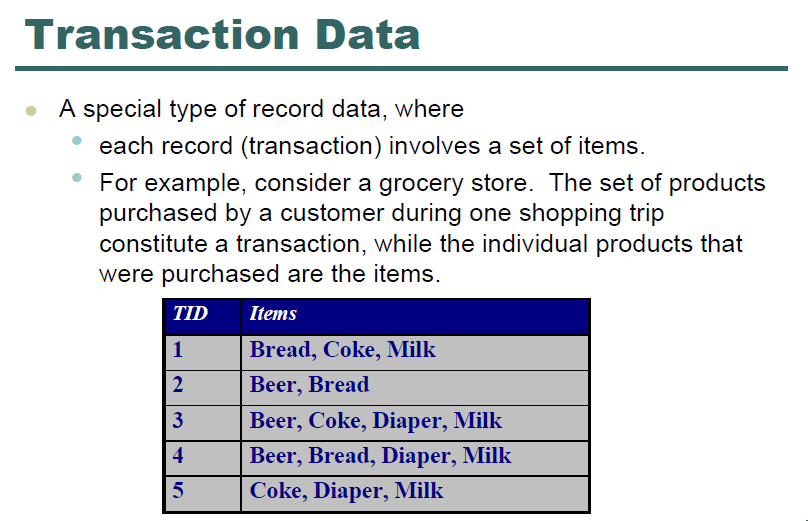 Transaction Data
A special type of record data, where
each record (transaction) involves a set of items.
For example, consider a grocery store.  The set of products
purchased by a customer during one shopping trip
constitute a transaction, while the individual products that
were purchased are the items.
TID Items
1 Bread, Coke, Milk
2 Beer, Bread
3 Beer, Coke, Diaper, Milk
4 Beer, Bread, Diaper, Milk
5 Coke, Diaper, Milk